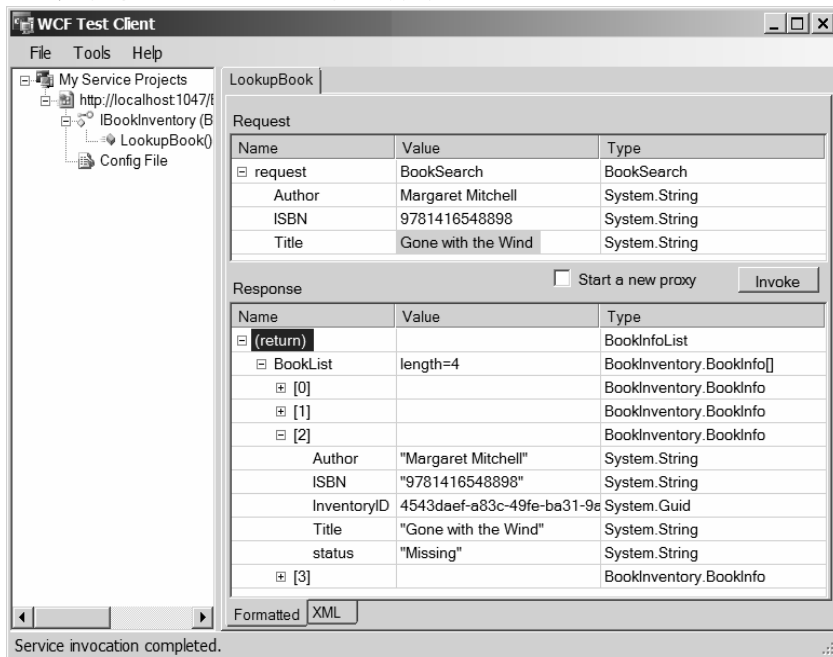 WCF Test Client
File Tools Help
My Service Projects
http://localhost:1047/
IBookInventory (B
LookupBook()
Config File
LookupBook
Request
Name Value Type
request BookSearch BookSearch
Author Margaret Mitchell System.String
ISBN 9781416548898 System.String
Title Gone with the Wind System.String
Start a new proxy Invoke
Response
Name Value Type
(return) BookInfoList
BookList length=4 BookInventory.BookInfo[]
[0] BookInventory.BookInfo
[1] BookInventory.BookInfo
[2] BookInventory.BookInfo
Author "Margaret Mitchell" System.String
ISBN "9781416548898" System.String
InventoryID 4543daef-a83c-49fe-ba31-9a System.Guid
Title "Gone with the Wind" System.String
status "Missing" System.String
[3] BookInventory.BookInfo
Formatted XML
Service invocation completed.